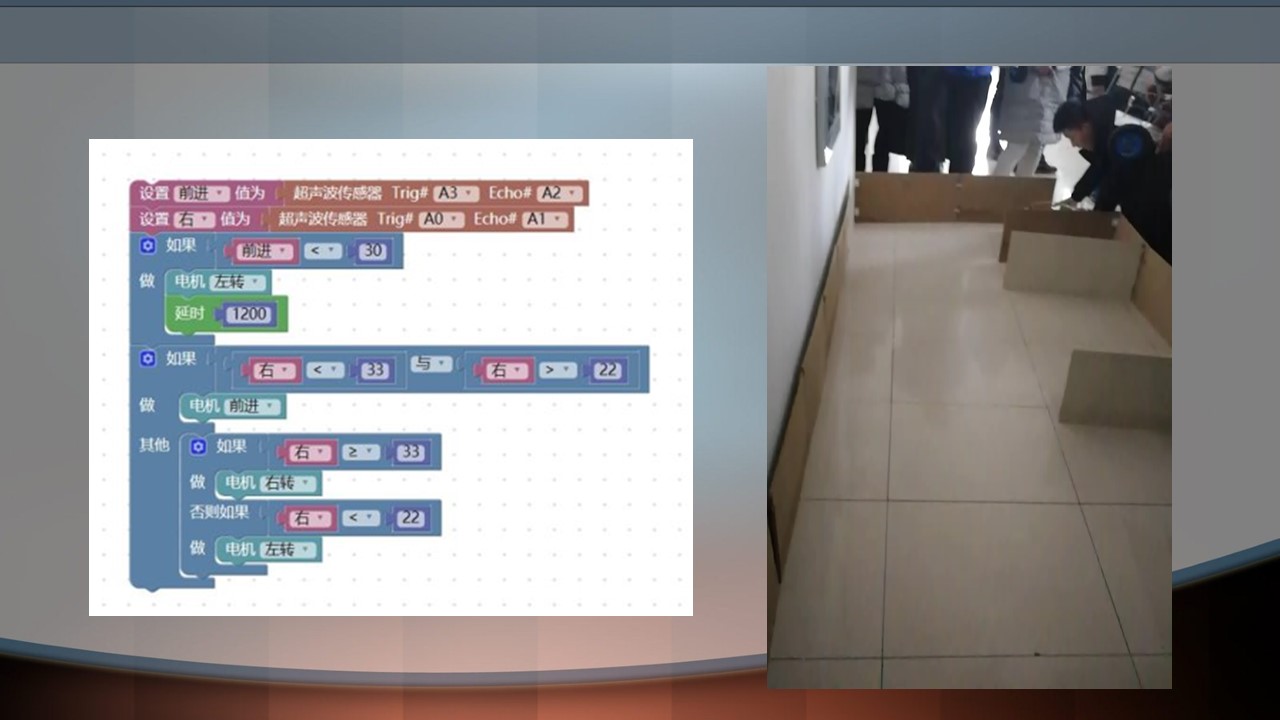 设置 前进 值为 超声波传感器 Trig# A3 Echo# A2
设置 右 值为 超声波传感器 Trig# A0 Echo# A1
如果 前进 < 30
做 电机 左转
延时 1200
如果 右 < 33 与 右 > 22
做 电机 前进
其他 如果 右 ≥ 33
做 电机 右转
否则如果 右 < 22
做 电机 左转